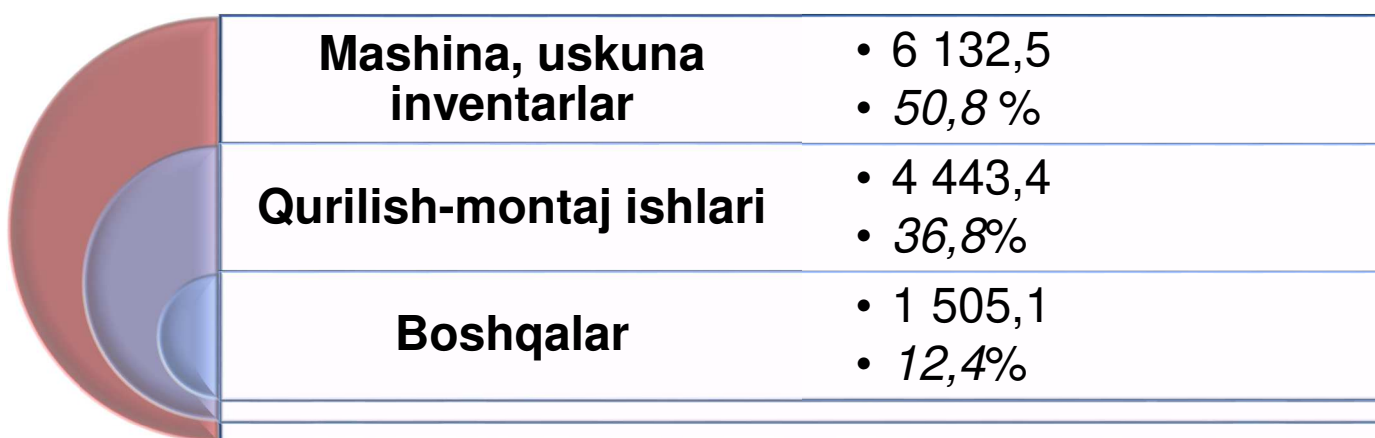 Mashina, uskuna
inventarlar
• 6 132,5
• 50,8 %
Qurilish-montaj ishlari
• 4 443,4
• 36,8%
Boshqalar
• 1 505,1
• 12,4%